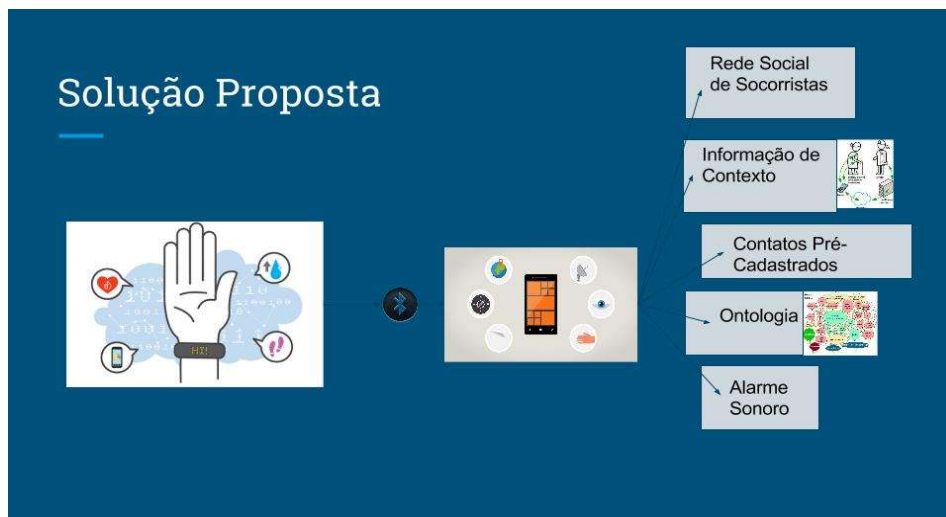 Solução Proposta
Rede Social
de Socorristas
Informação de
Contexto
Contatos Pré-
Cadastrados
Ontologia
Alarme
Sonoro
HI!